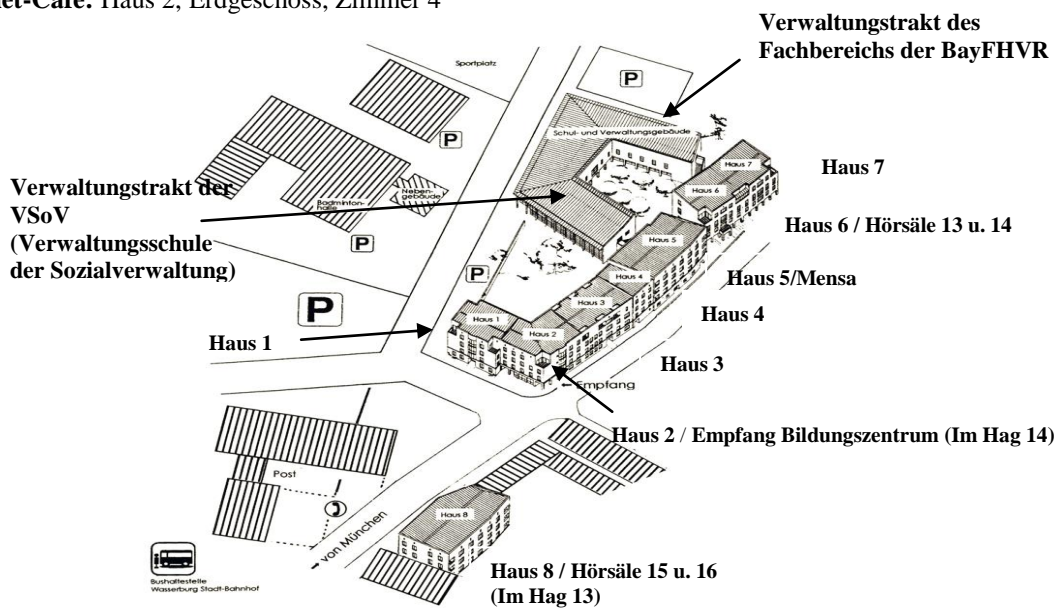 net-Café: Haus 2, Erdgeschoss, Zimmer 4
Verwaltungstrakt des
Fachbereichs der BayFHVR
Sportplatz
P
P
Schul- und Verwaltungsgebäude
Haus 7
Haus 7
Haus 6
Verwaltungstrakt der
VSoV
(Verwaltungsschule
der Sozialverwaltung)
Neben-
gebäude
Badminton-
halle
P
Haus 6 / Hörsäle 13 u. 14
Haus 5
P
Haus 5/Mensa
Haus 4
P
Haus 3
Haus 4
Haus 1
Haus 2
Haus 1
Haus 3
← Empfang
Haus 2 / Empfang Bildungszentrum (Im Hag 14)
Post
Haus 8
von München
Bushaltestelle
Wasserburg Stadt-Bahnhof
Haus 8 / Hörsäle 15 u. 16
(Im Hag 13)